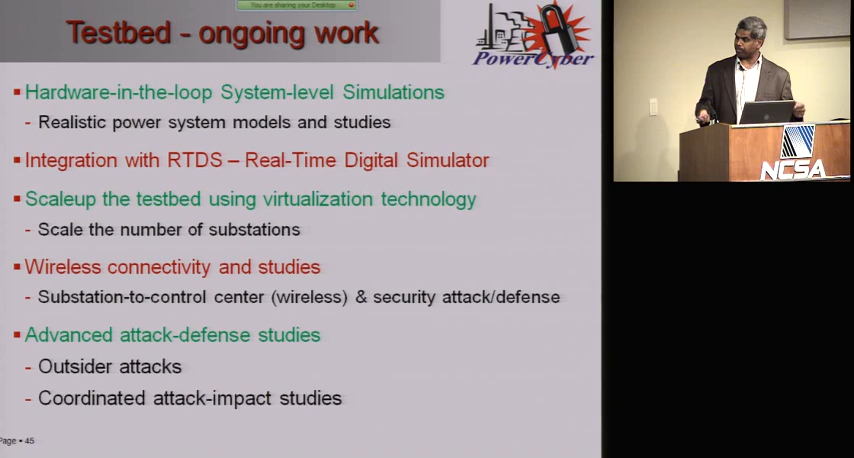 You are sharing your Desktop
Testbed - ongoing work
PowerCyber
Hardware-in-the-loop System-level Simulations
- Realistic power system models and studies
Integration with RTDS – Real-Time Digital Simulator
Scaleup the testbed using virtualization technology
- Scale the number of substations
Wireless connectivity and studies
- Substation-to-control center (wireless) & security attack/defense
Advanced attack-defense studies
- Outsider attacks
- Coordinated attack-impact studies
Page ▪ 45
NCSA